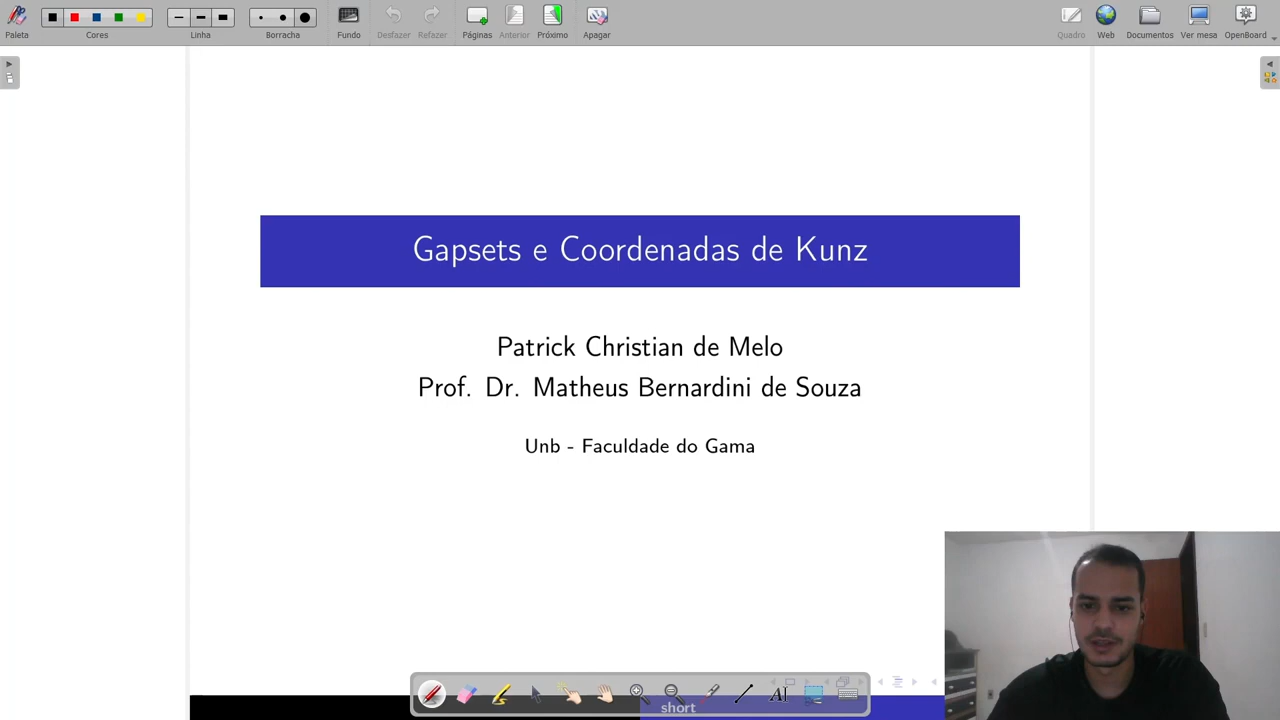 Paleta
Cores
Linha
Borracha
Fundo
Desfazer
Refazer
Páginas
Anterior
Próximo
Apagar
Quadro
Web
Documentos
Ver mesa
OpenBoard
Gapsets e Coordenadas de Kunz
Patrick Christian de Melo
Prof. Dr. Matheus Bernardini de Souza
Unb - Faculdade do Gama
AI
short